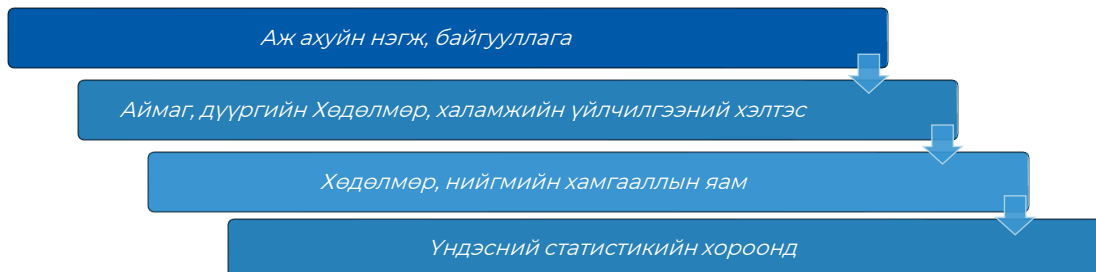 Аж ахуйн нэгж, байгууллага
Аймаг, дүүргийн Хөдөлмөр, халамжийн үйлчилгээний хэлтэс
Хөдөлмөр, нийгмийн хамгааллын яам
Үндэсний статистикийн хороонд